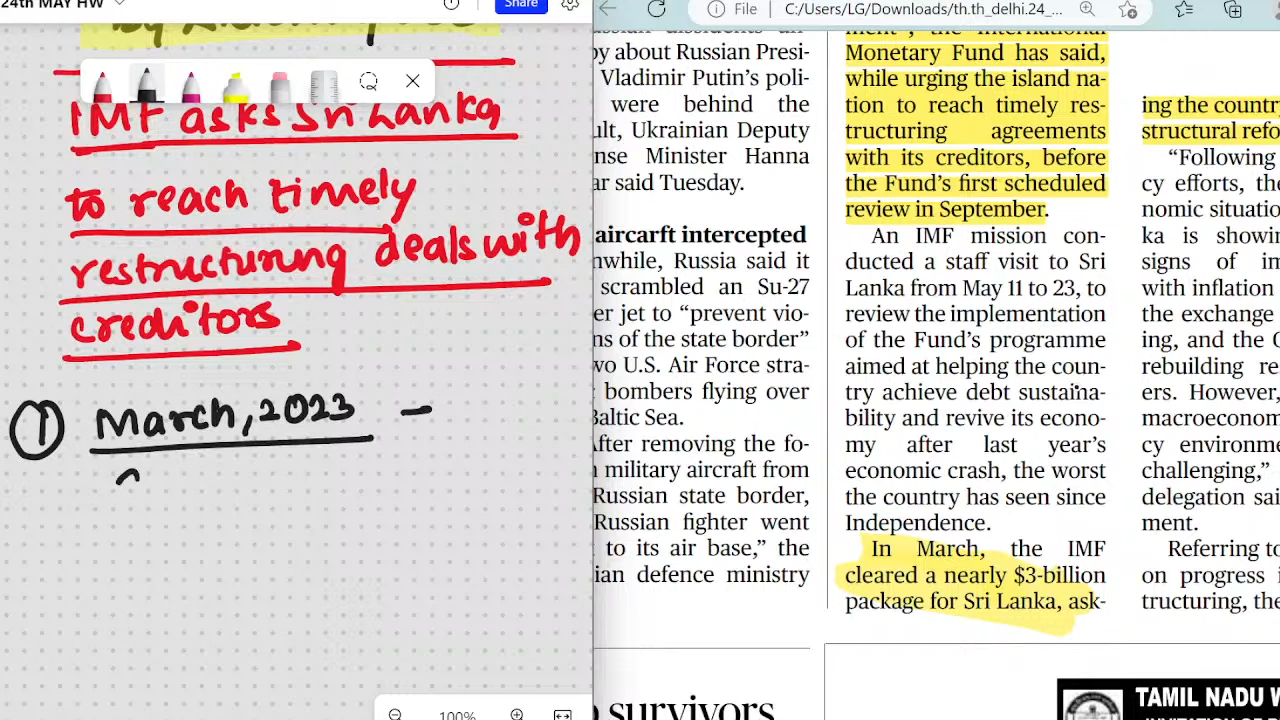 24th MAY HW
Share
IMF asks Sri Lanka
to reach timely
restructuring deals with
creditors
① March, 2023 -
100%
File
C:/Users/LG/Downloads/th.th_delhi.24_...
by about Russian Presi-
Vladimir Putin's poli-
were behind the
ult, Ukrainian Deputy
nse Minister Hanna
ar said Tuesday.
aircarft intercepted
nwhile, Russia said it
scrambled an Su-27
er jet to "prevent vio-
ns of the state border"
wo U.S. Air Force stra-
bombers flying over
Baltic Sea.
After removing the fo-
n military aircraft from
Russian state border,
Russian fighter went
to its air base," the
ian defence ministry
ment", the International
Monetary Fund has said,
while urging the island na-
tion to reach timely res-
tructuring agreements
with its creditors, before
the Fund's first scheduled
review in September.
An IMF mission con-
ducted a staff visit to Sri
Lanka from May 11 to 23, to
review the implementation
of the Fund's programme
aimed at helping the coun-
try achieve debt sustaina-
bility and revive its econo-
my after last year's
economic crash, the worst
the country has seen since
Independence.
In March, the IMF
cleared a nearly $3-billion
package for Sri Lanka, ask-
ing the country
structural refo
"Following
cy efforts, the
nomic situatio
ka is showin
signs of im
with inflation
the exchange
ing, and the C
rebuilding re
ers. However,
macroeconom
cy environme
challenging,"
delegation sai
ment.
Referring to
on progress i
tructuring, the
survivors
TAMIL NADU W